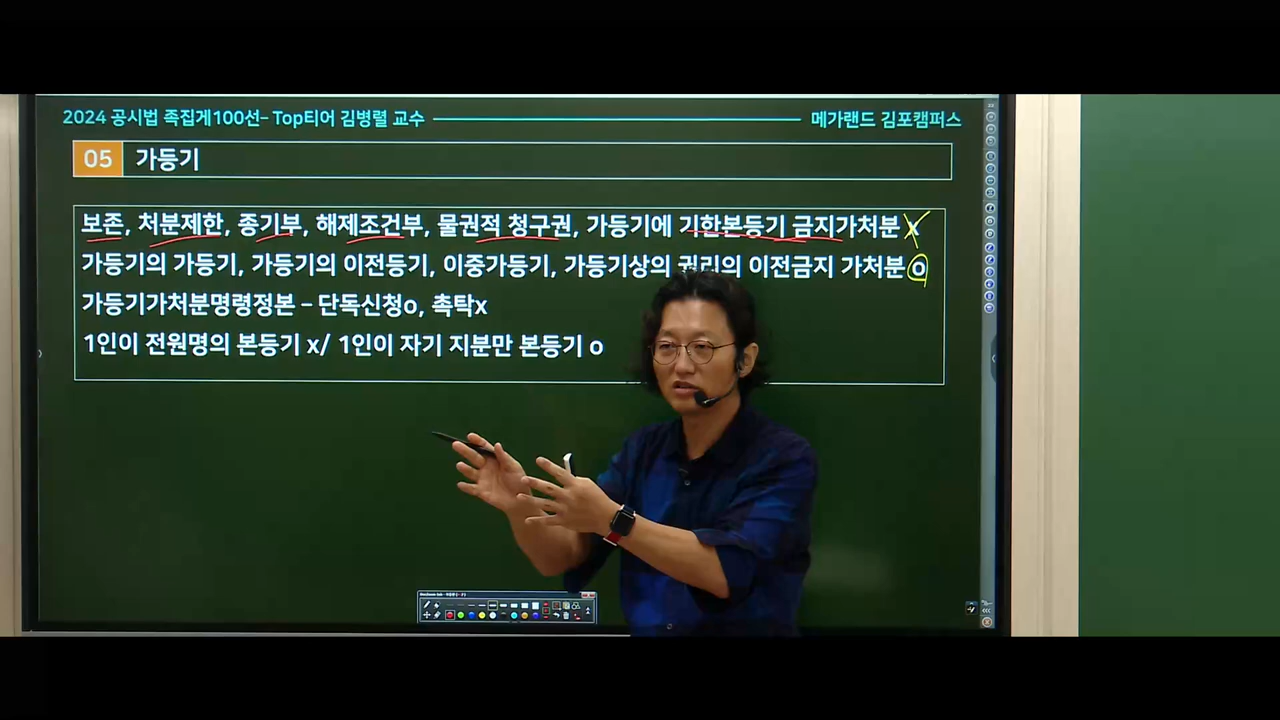 2024 공시법 족집게100선– Top티어 김병렬 교수
메가랜드 김포캠퍼스
05 가등기
보존, 처분제한, 종기부, 해제조건부, 물권적 청구권, 가등기에 기한본등기 금지가처분 x
가등기의 가등기, 가등기의 이전등기, 이중가등기, 가등기상의 권리의 이전금지 가처분 o
가등기가처분명령정본 – 단독신청o, 촉탁x
1인이 전원명의 본등기 x/ 1인이 자기 지분만 본등기 o